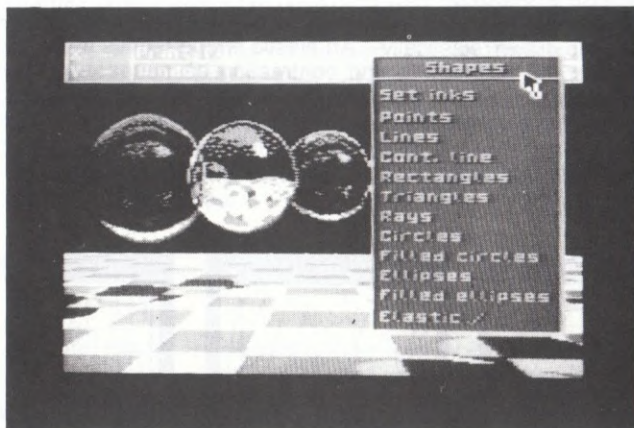 Shapes
Set inks
Points
Lines
Cont. line
Rectangles
Triangles
Rays
Circles
Filled circles
Ellipses
Filled ellipses
Elastic ✓